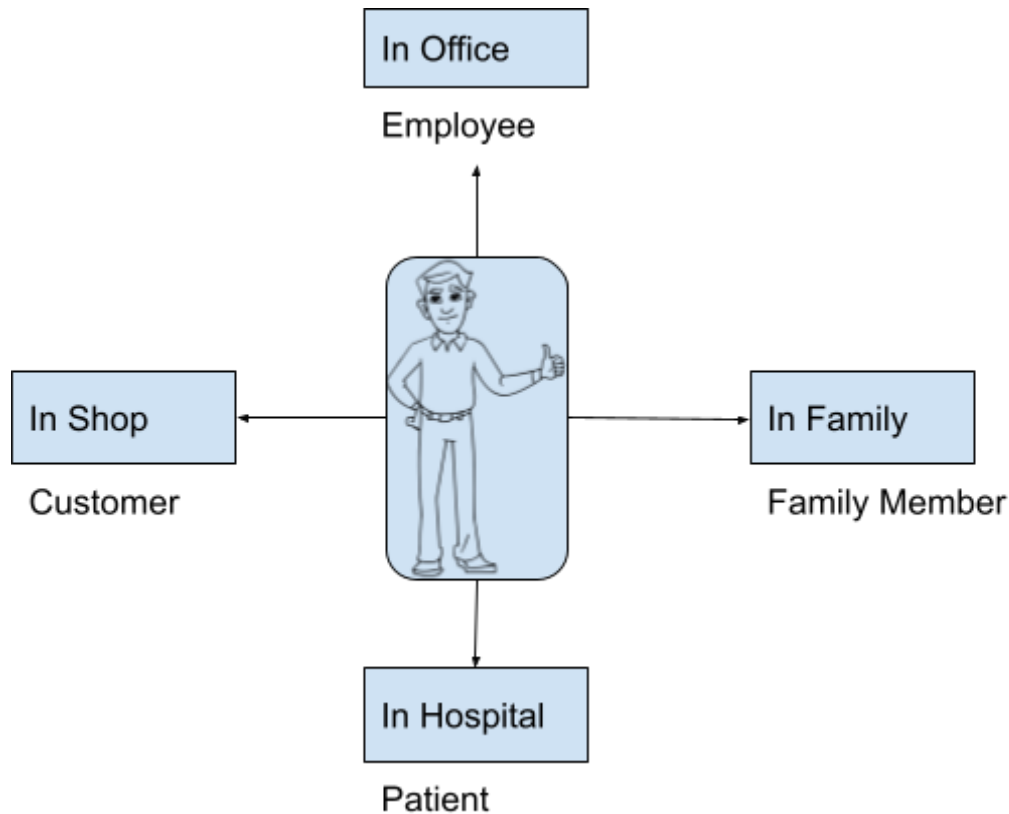 In Office
Employee
In Shop
Customer
In Family
Family Member
In Hospital
Patient